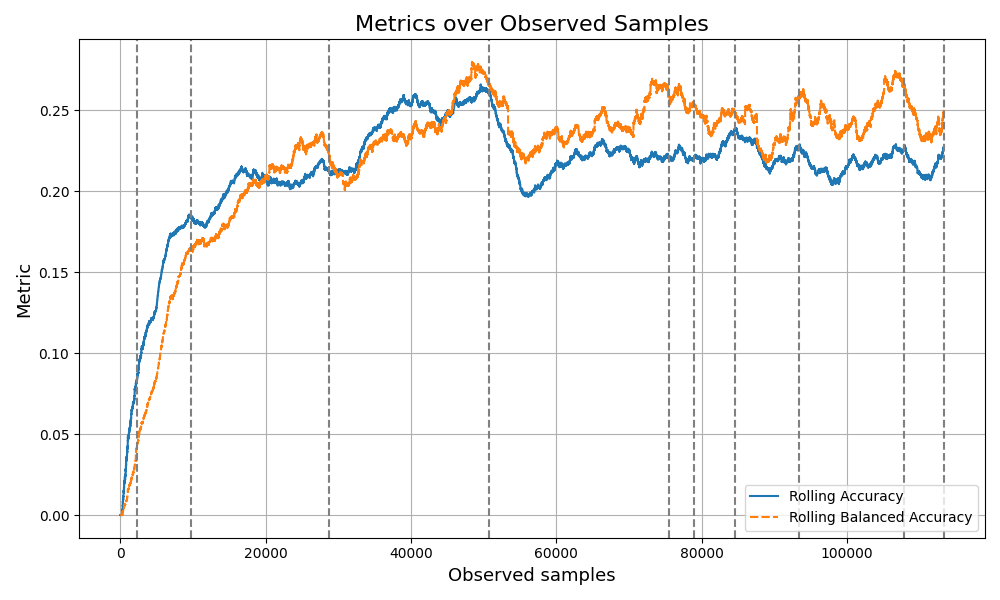 Metrics over Observed Samples
Metric
0.25
0.20
0.15
0.10
0.05
0.00
Rolling Accuracy
Rolling Balanced Accuracy
0 20000 40000 60000 80000 100000
Observed samples